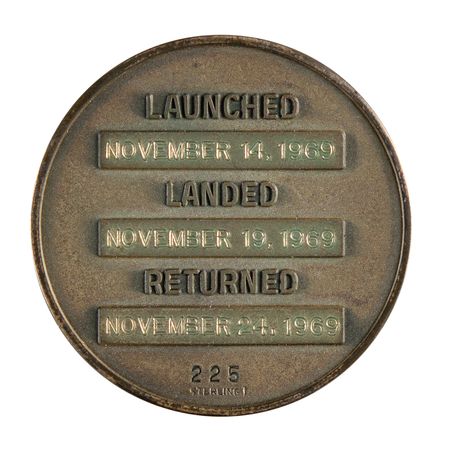 LAUNCHED
NOVEMBER 14, 1969
LANDED
NOVEMBER 19, 1969
RETURNED
NOVEMBER 24, 1969
225
STERLING